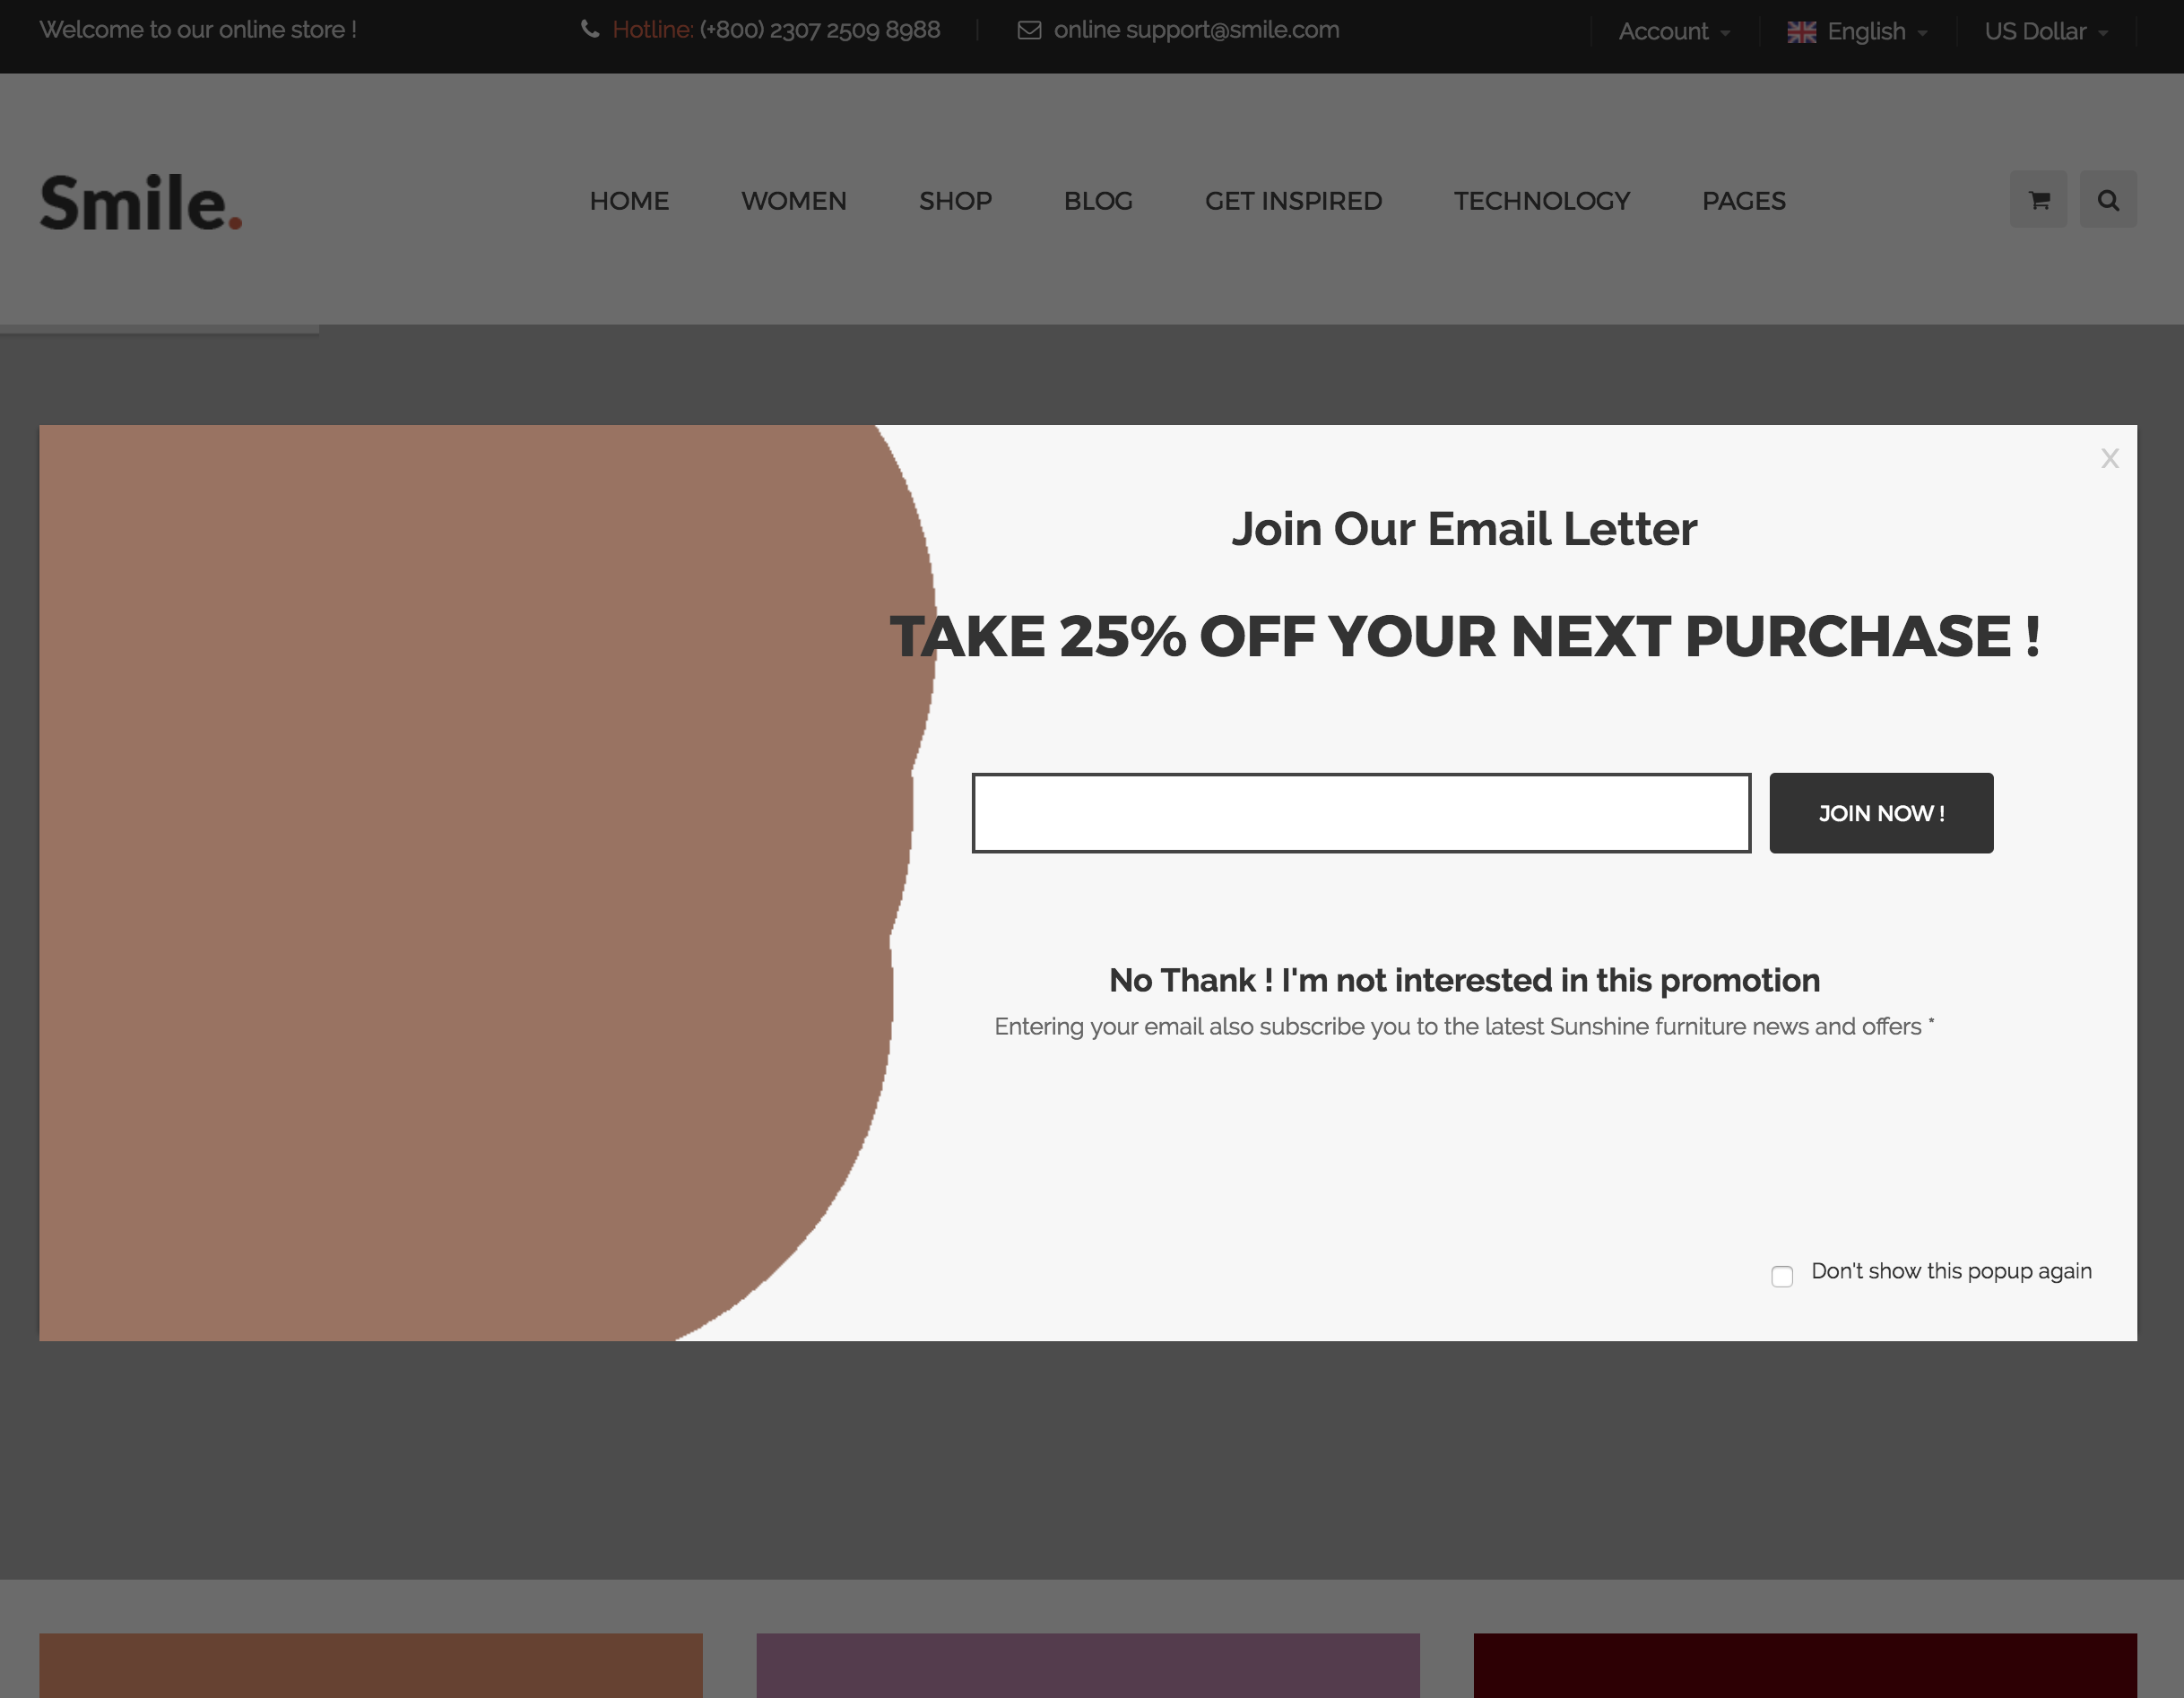 Welcome to our online store !
Hotline: (+800) 2307 2509 8988
online support@smile.com
Account
English
US Dollar
Smile.
HOME
WOMEN
SHOP
BLOG
GET INSPIRED
TECHNOLOGY
PAGES
X
Join Our Email Letter
TAKE 25% OFF YOUR NEXT PURCHASE !
JOIN NOW !
No Thank ! I'm not interested in this promotion
Entering your email also subscribe you to the latest Sunshine furniture news and offers *
Don't show this popup again